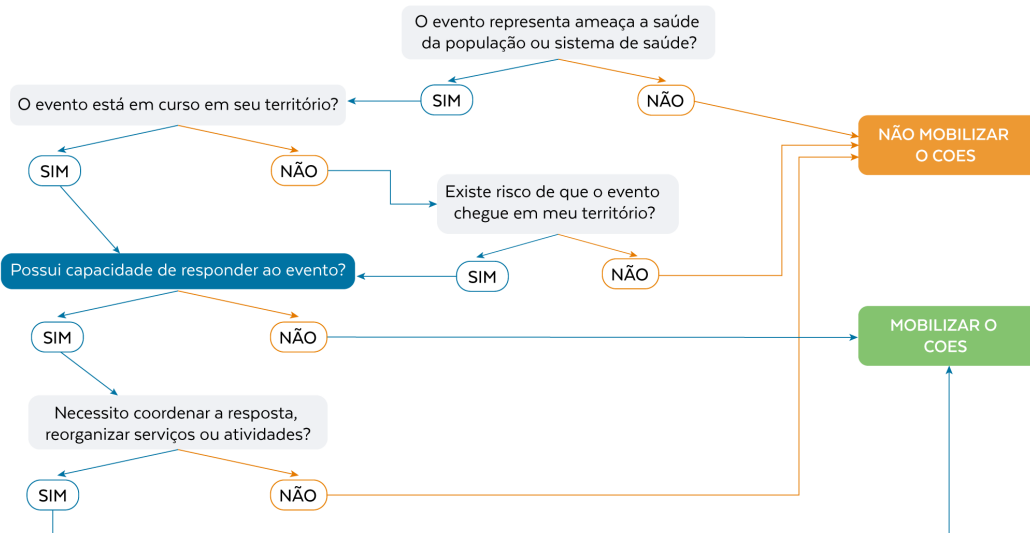 O evento representa ameaça a saúde
da população ou sistema de saúde?
SIM
NÃO
O evento está em curso em seu território?
NÃO MOBILIZAR
O COES
SIM
NÃO
Existe risco de que o evento
chegue em meu território?
Possui capacidade de responder ao evento?
SIM
NÃO
SIM
NÃO
MOBILIZAR O
COES
Necessito coordenar a resposta,
reorganizar serviços ou atividades?
SIM
NÃO